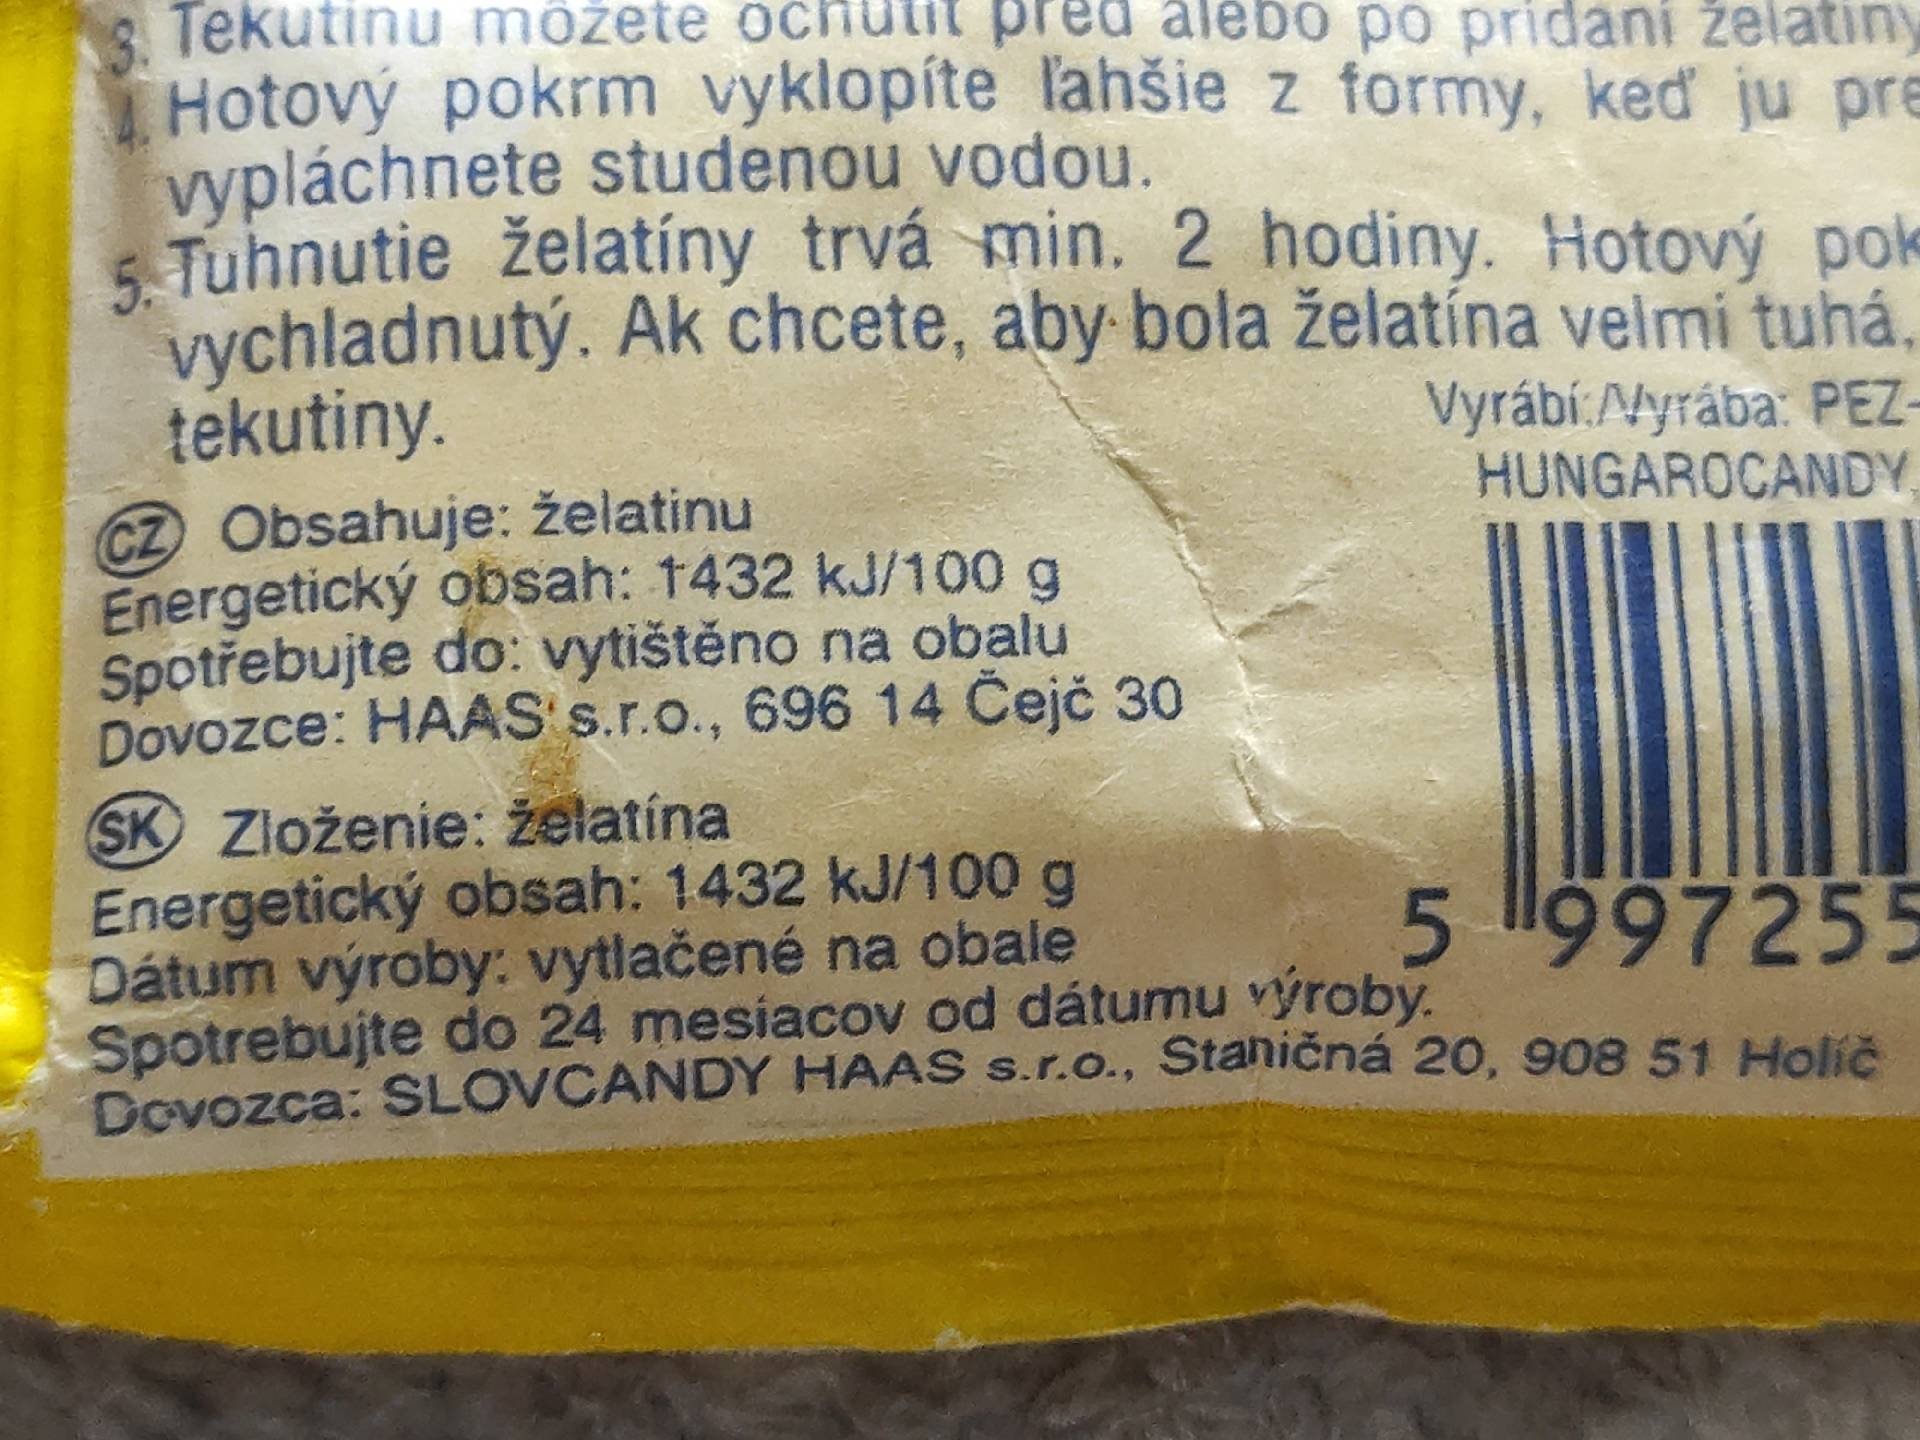 3. Tekutinu môžete ochutit pred alebo po pridaní želatiny
4. Hotový pokrm vyklopíte ľahšie z formy, keď ju pre
vypláchnete studenou vodou.
5. Tuhnutie želatíny trvá min. 2 hodiny. Hotový pok
vychladnutý. Ak chcete, aby bola želatína velmi tuhá,
tekutiny.
Vyrábí:/Vyrába: PEZ-
HUNGAROCANDY
CZ Obsahuje: želatinu
Energetický obsah: 1432 kJ/100 g
Spotřebujte do: vytištěno na obalu
Dovozce: HAAS s.r.o., 696 14 Čejč 30
SK Zloženie: želatína
Energetický obsah: 1432 kJ/100 g
5 997255
Dátum výroby: vytlačené na obale
Spotrebujte do 24 mesiacov od dátumu výroby.
Dovozca: SLOVCANDY HAAS s.r.o., Staničná 20, 908 51 Holíč